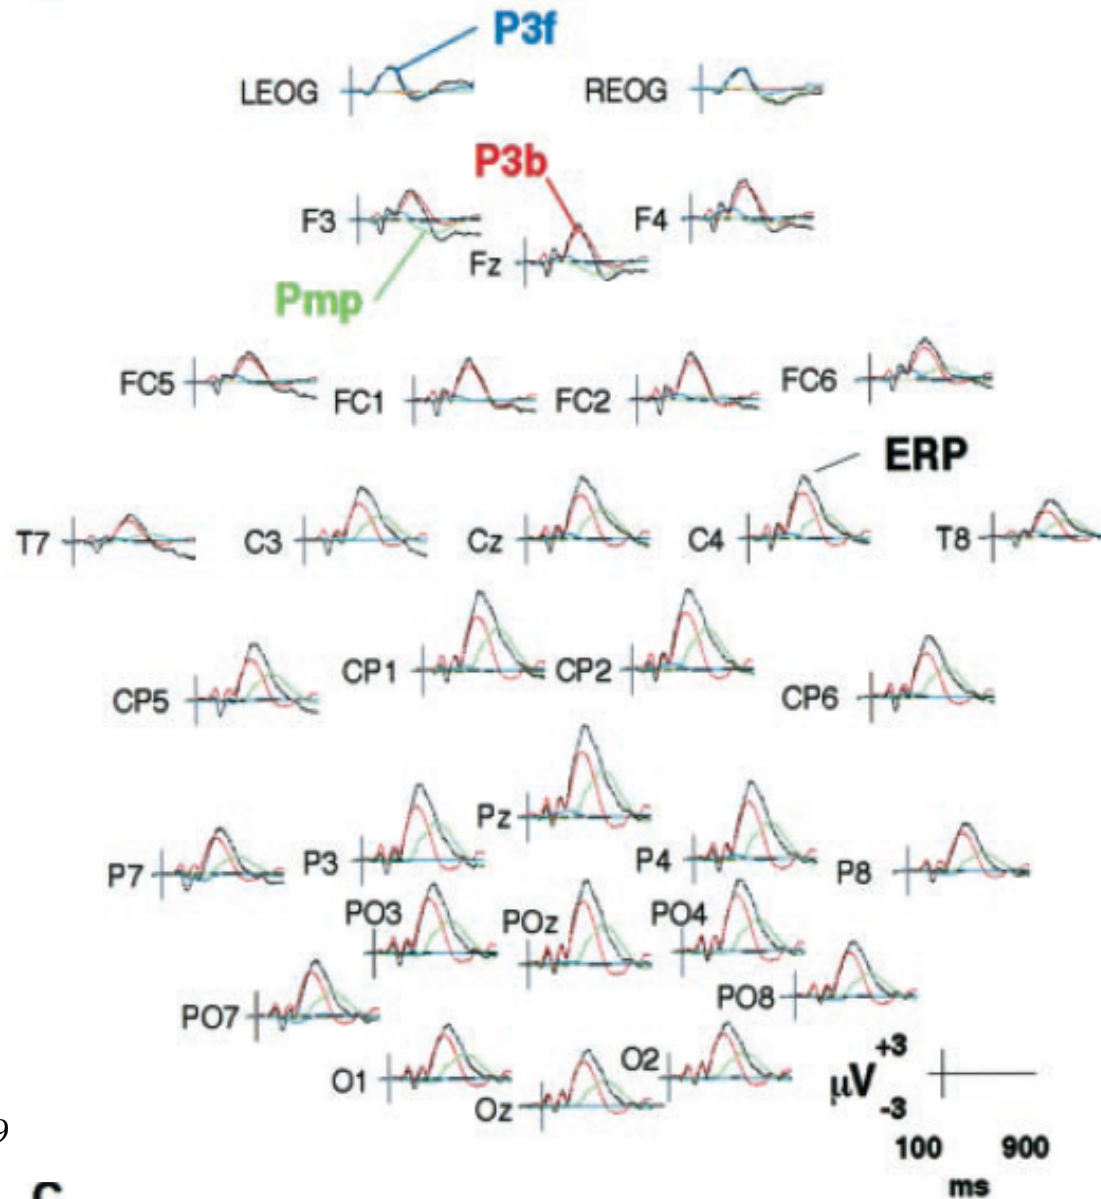 P3f
LEOG REOG
P3b
F3 F4
Fz
Pmp
FC5 FC1 FC2 FC6
ERP
T7 C3 Cz C4 T8
CP5 CP1 CP2 CP6
Pz
P7 P3 P4 P8
PO3 POz PO4
PO7 PO8
O1 Oz O2
µV +3
-3
100 900
ms
9